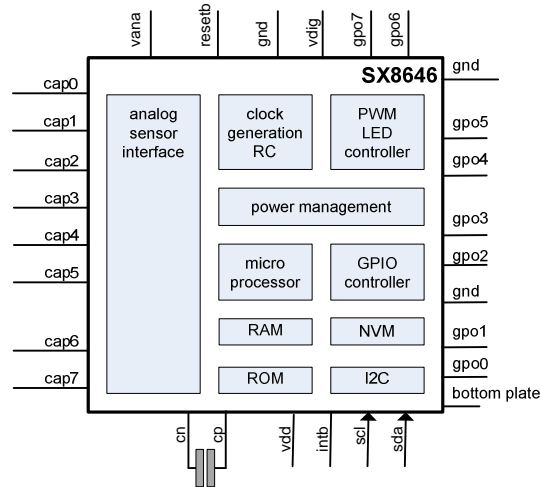 vana
resetb
gnd
vdig
gpo7
gpo6
SX8646
gnd
cap0
cap1
cap2
cap3
cap4
cap5
cap6
cap7
analog
sensor
interface
clock
generation
RC
PWM
LED
controller
power management
micro
processor
GPIO
controller
RAM
NVM
ROM
I2C
gpo5
gpo4
gpo3
gpo2
gnd
gpo1
gpo0
bottom plate
cn
cp
vdd
intb
scl
sda